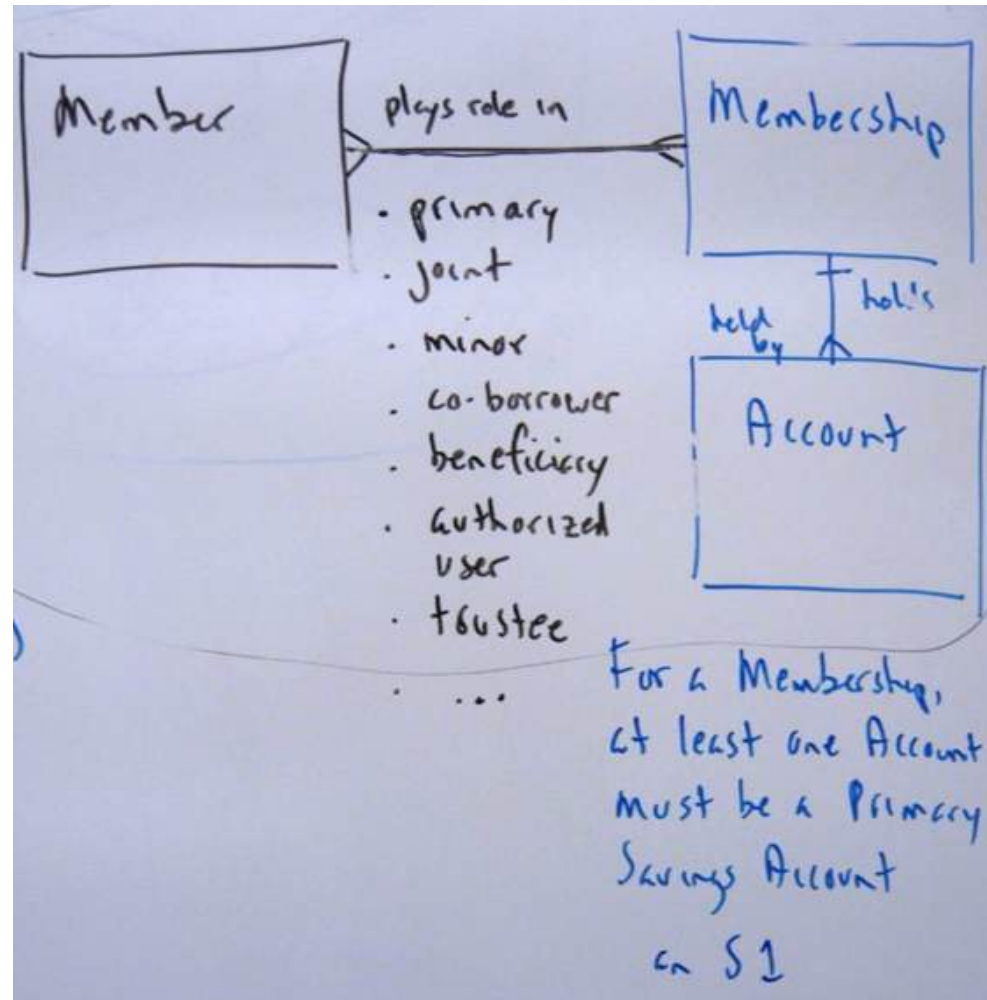 Member
plays role in
Membership
· primary
· joint
· minor
· co-borrower
· beneficiary
· authorized
user
· trustee
· ...
held
by
holds
Account
For a Membership,
at least one Account
must be a Primary
Savings Account
an S1